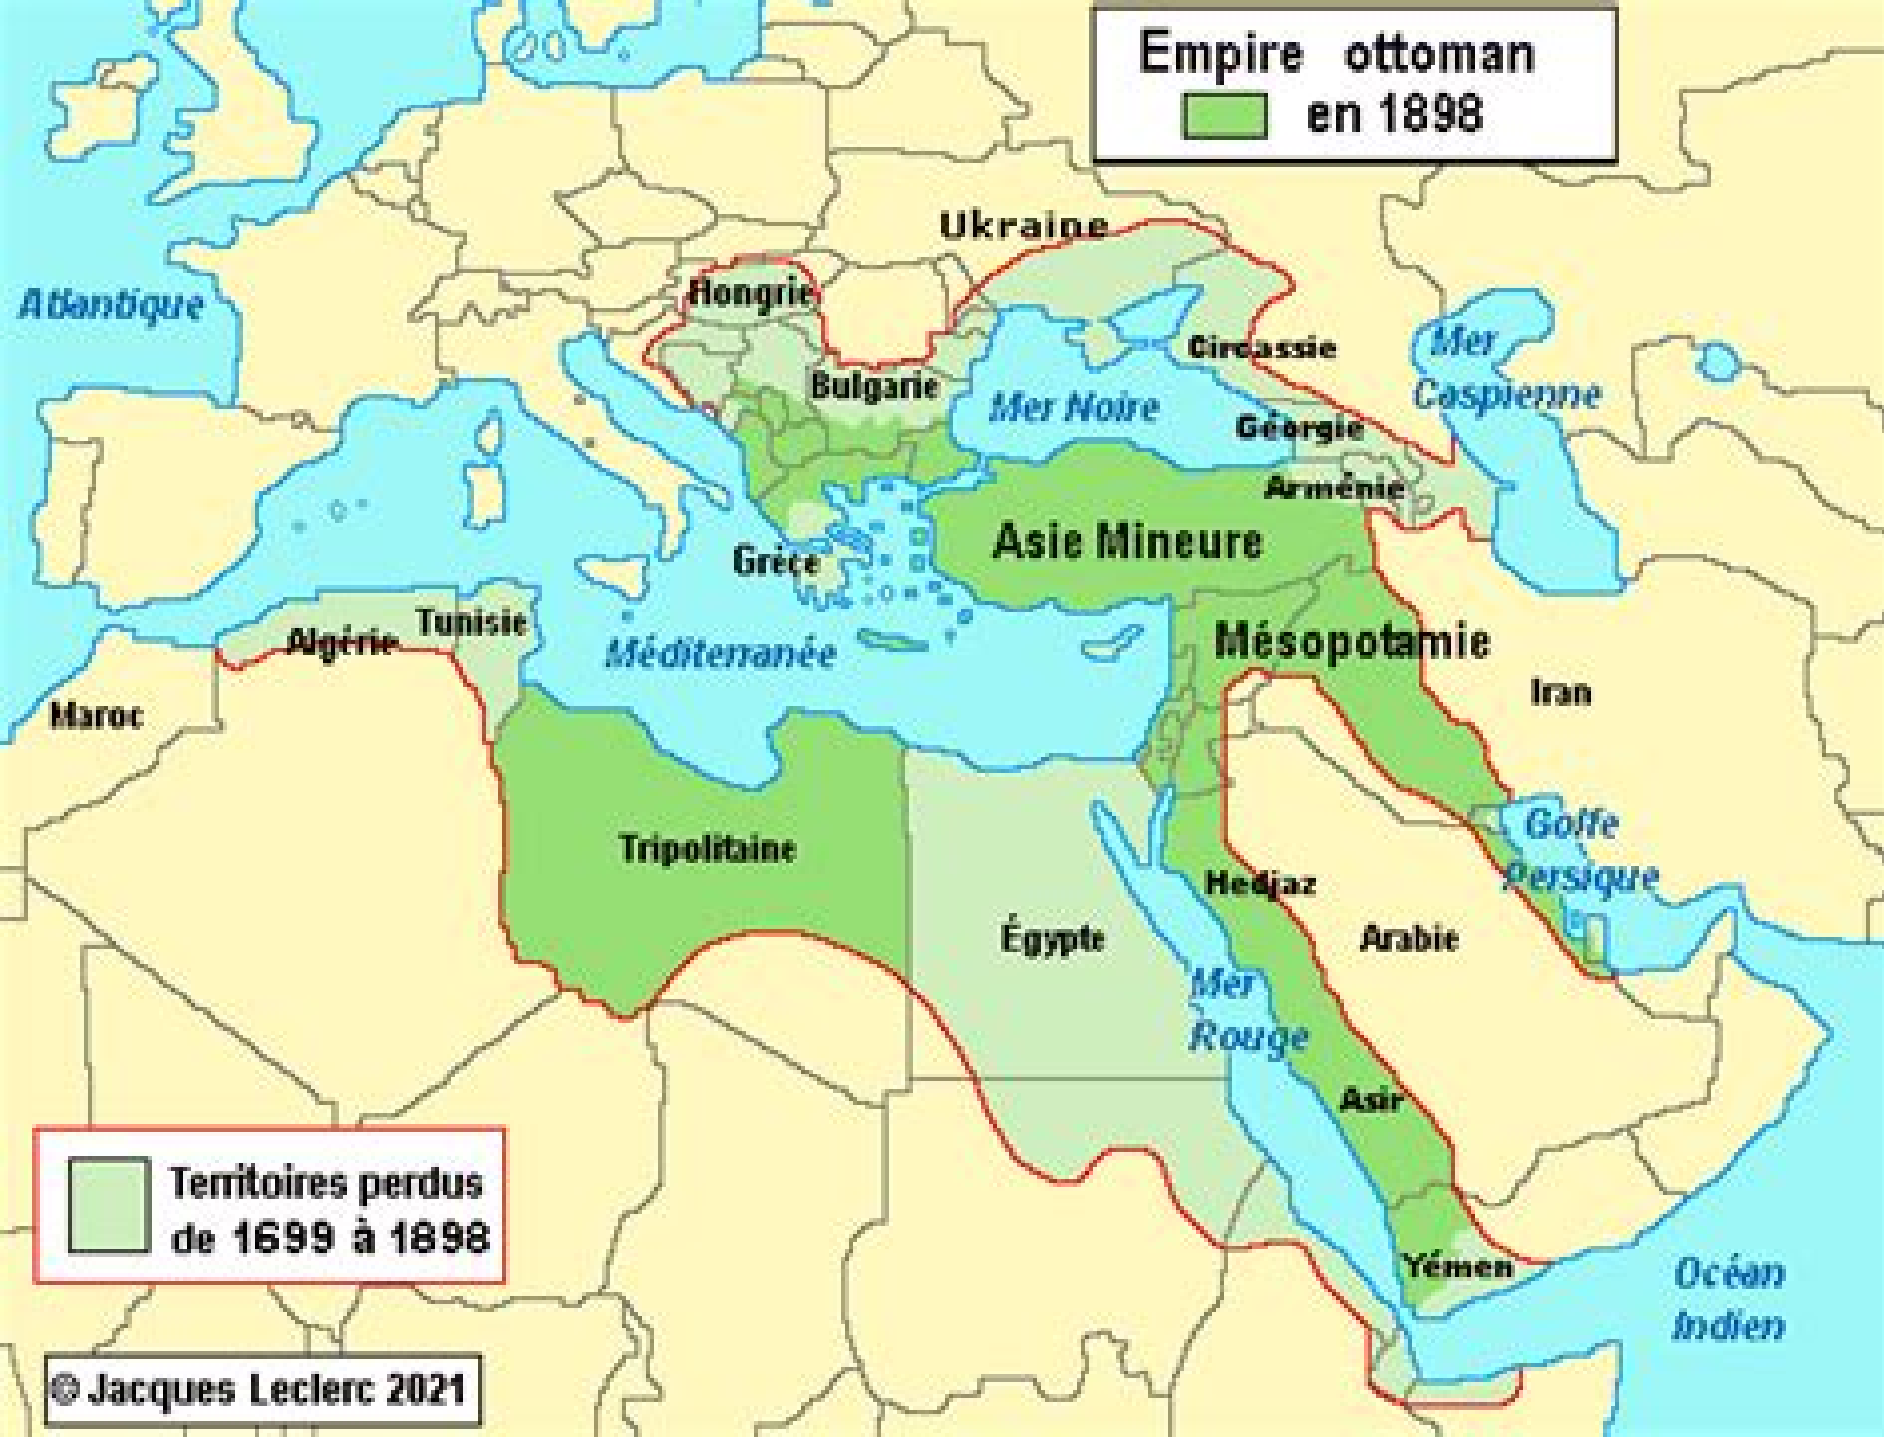 Empire ottoman
en 1898
Ukraine
Hongrie
Atlantique
Circassie
Mer
Caspienne
Bulgarie
Mer Noire
Géorgie
Arménie
Asie Mineure
Grèce
Tunisie
Algérie
Méditerranée
Mésopotamie
Iran
Maroc
Tripolitaine
Golfe
Persique
Hedjaz
Égypte
Arabie
Mer
Rouge
Asir
Territoires perdus
de 1699 à 1898
Yémen
Océan
Indien
© Jacques Leclerc 2021